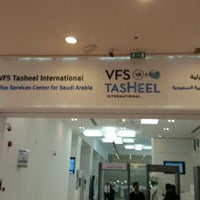 VFS Tasheel International
Visa Services Center for Saudi Arabia
VFS
TASHEEL
INTERNATIONAL